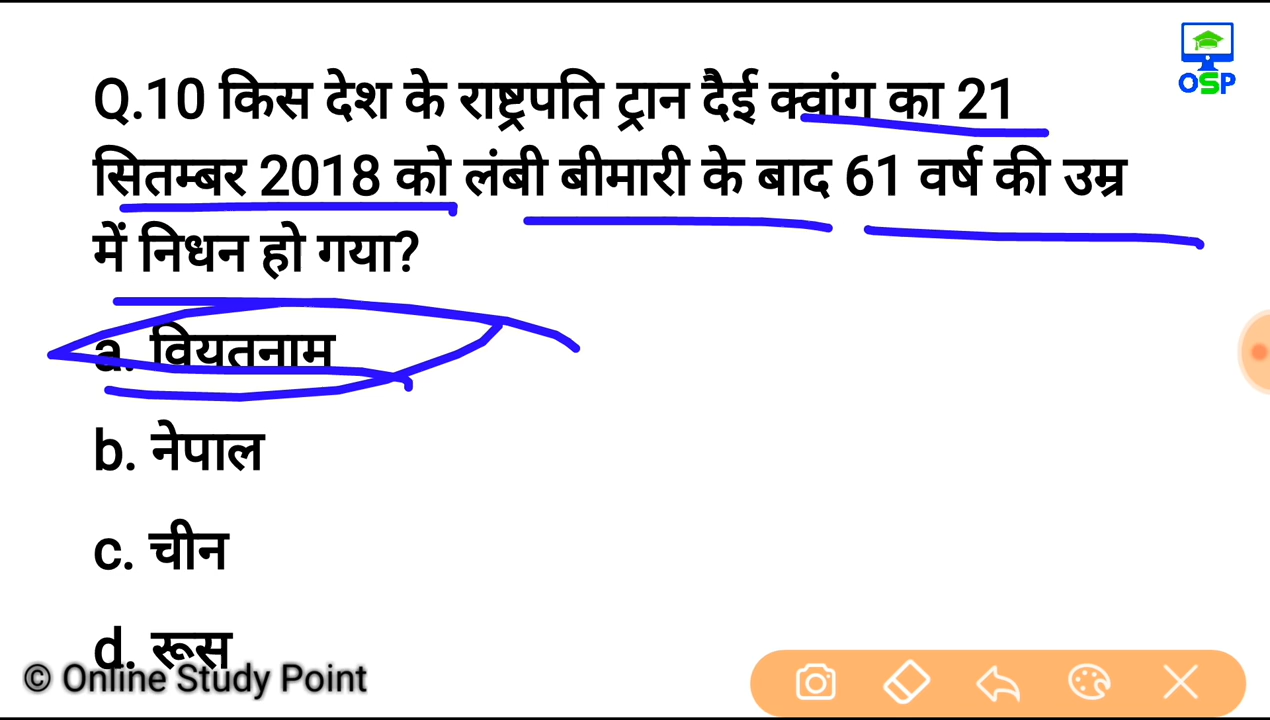 OSP
Q.10 किस देश के राष्ट्रपति ट्रान दैई क्वांग का 21
सितम्बर 2018 को लंबी बीमारी के बाद 61 वर्ष की उम्र
में निधन हो गया?
a. वियतनाम
b. नेपाल
c. चीन
d. रूस
© Online Study Point